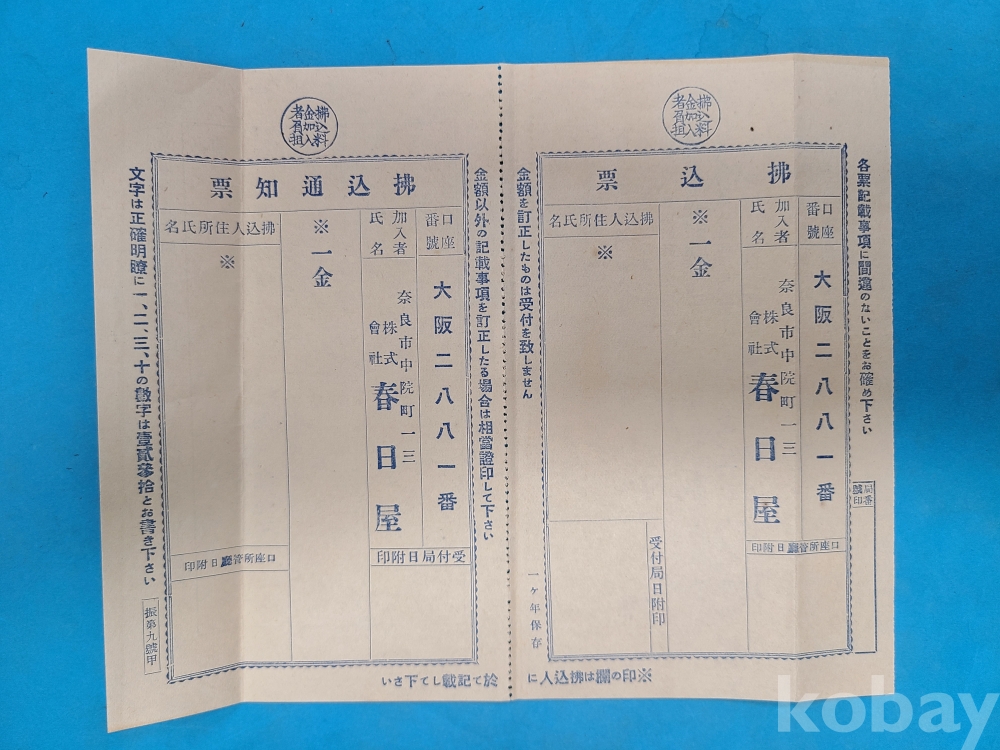 各票記載事項に間違のないことをお確め下さい
局番
號印
拂込料
金加入
者負担
拂込票
口座
番號
大阪二八八一番
加入者
氏名
奈良市中院町一三
株式
會社
春日屋
口座所管廳日附印
※一金
受付局日附印
拂込人住所氏名
※
金額を訂正したものは受付を致しません
一ケ年保存
※印の欄は拂込人に
於て記載して下さい
金額以外の記載事項を訂正したる場合は相當證印して下さい
拂込料
金加入
者負担
拂込通知票
口座
番號
大阪二八八一番
加入者
氏名
奈良市中院町一三
株式
會社
春日屋
受付局日附印
※一金
拂込人住所氏名
※
口座所管廳日附印
文字は正確明瞭に一、二、三、十の數字は壹貳參拾とお書き下さい
振第九號甲
kobay